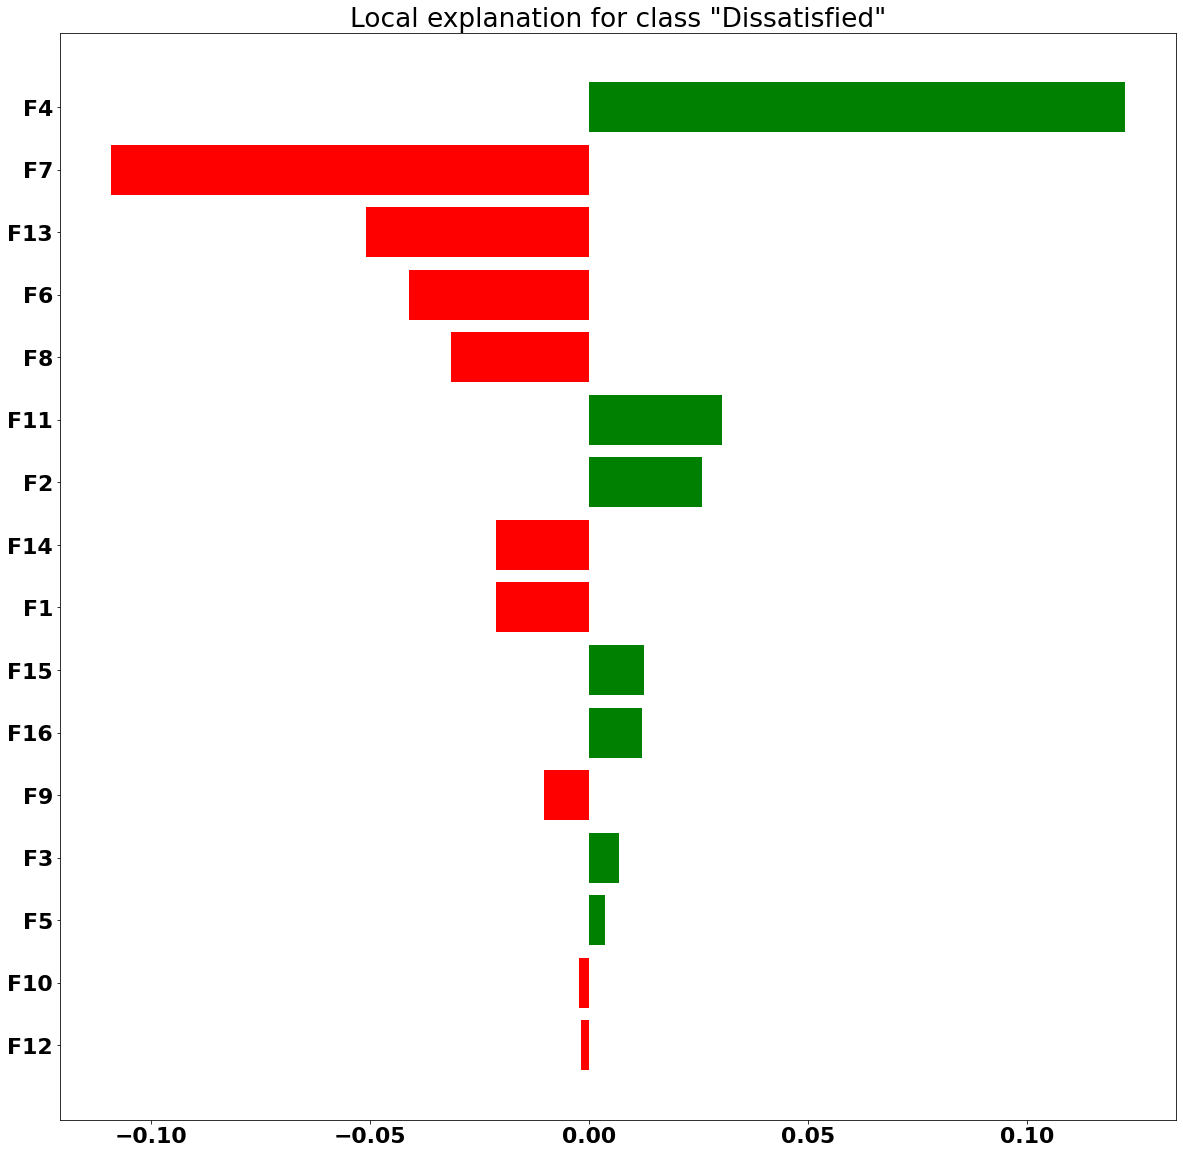 Local explanation for class "Dissatisfied"
F4
F7
F13
F6
F8
F11
F2
F14
F1
F15
F16
F9
F3
F5
F10
F12
−0.10 −0.05 0.00 0.05 0.10